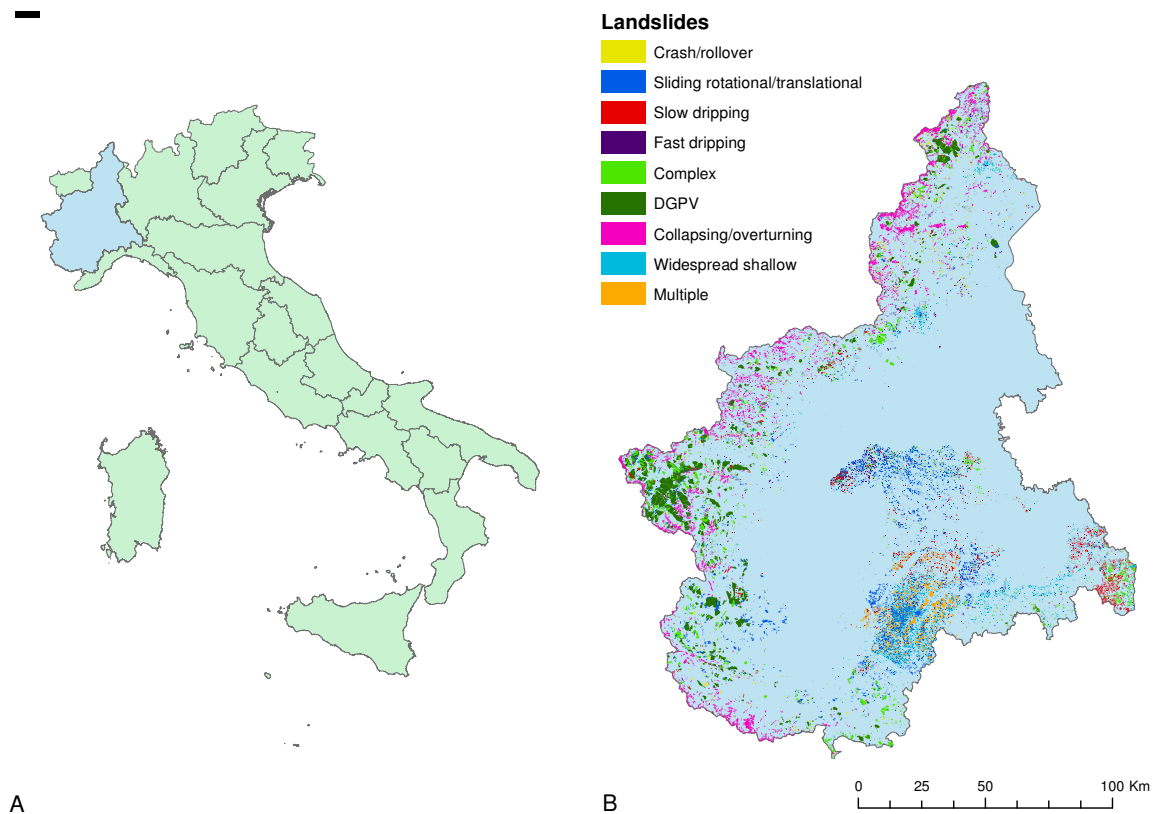 Landslides
Crash/rollover
Sliding rotational/translational
Slow dripping
Fast dripping
Complex
DGPV
Collapsing/overturning
Widespread shallow
Multiple
0 25 50 100 Km
A
B